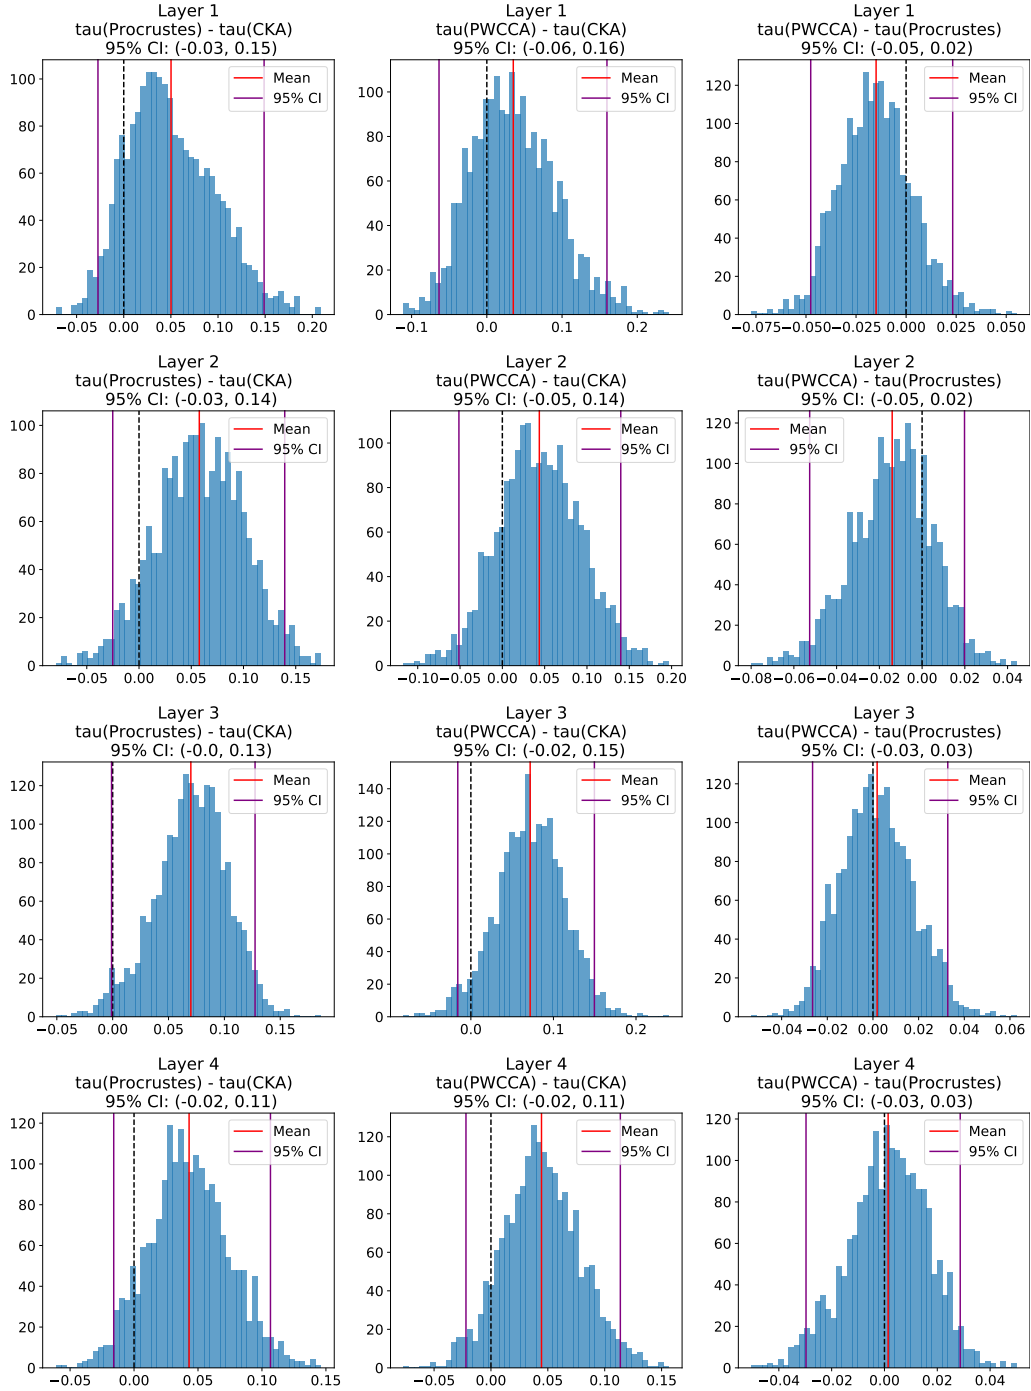 Layer 1
tau(Procrustes) - tau(CKA)
95% CI: (-0.03, 0.15)
Mean
95% CI
0
20
40
60
80
100
−0.05
0.00
0.05
0.10
0.15
0.20
Layer 1
tau(PWCCA) - tau(CKA)
95% CI: (-0.06, 0.16)
Mean
95% CI
0
20
40
60
80
100
−0.1
0.0
0.1
0.2
Layer 1
tau(PWCCA) - tau(Procrustes)
95% CI: (-0.05, 0.02)
Mean
95% CI
0
20
40
60
80
100
120
−0.075
−0.050
−0.025
0.000
0.025
0.050
Layer 2
tau(Procrustes) - tau(CKA)
95% CI: (-0.03, 0.14)
Mean
95% CI
0
20
40
60
80
100
−0.05
0.00
0.05
0.10
0.15
Layer 2
tau(PWCCA) - tau(CKA)
95% CI: (-0.05, 0.14)
Mean
95% CI
0
20
40
60
80
100
−0.10
−0.05
0.00
0.05
0.10
0.15
0.20
Layer 2
tau(PWCCA) - tau(Procrustes)
95% CI: (-0.05, 0.02)
Mean
95% CI
0
20
40
60
80
100
120
−0.08
−0.06
−0.04
−0.02
0.00
0.02
0.04
Layer 3
tau(Procrustes) - tau(CKA)
95% CI: (-0.0, 0.13)
Mean
95% CI
0
20
40
60
80
100
120
−0.05
0.00
0.05
0.10
0.15
Layer 3
tau(PWCCA) - tau(CKA)
95% CI: (-0.02, 0.15)
Mean
95% CI
0
20
40
60
80
100
120
140
0.0
0.1
0.2
Layer 3
tau(PWCCA) - tau(Procrustes)
95% CI: (-0.03, 0.03)
Mean
95% CI
0
20
40
60
80
100
120
−0.04
−0.02
0.00
0.02
0.04
0.06
Layer 4
tau(Procrustes) - tau(CKA)
95% CI: (-0.02, 0.11)
Mean
95% CI
0
20
40
60
80
100
120
−0.05
0.00
0.05
0.10
0.15
Layer 4
tau(PWCCA) - tau(CKA)
95% CI: (-0.02, 0.11)
Mean
95% CI
0
20
40
60
80
100
120
−0.05
0.00
0.05
0.10
0.15
Layer 4
tau(PWCCA) - tau(Procrustes)
95% CI: (-0.03, 0.03)
Mean
95% CI
0
20
40
60
80
100
120
−0.04
−0.02
0.00
0.02
0.04